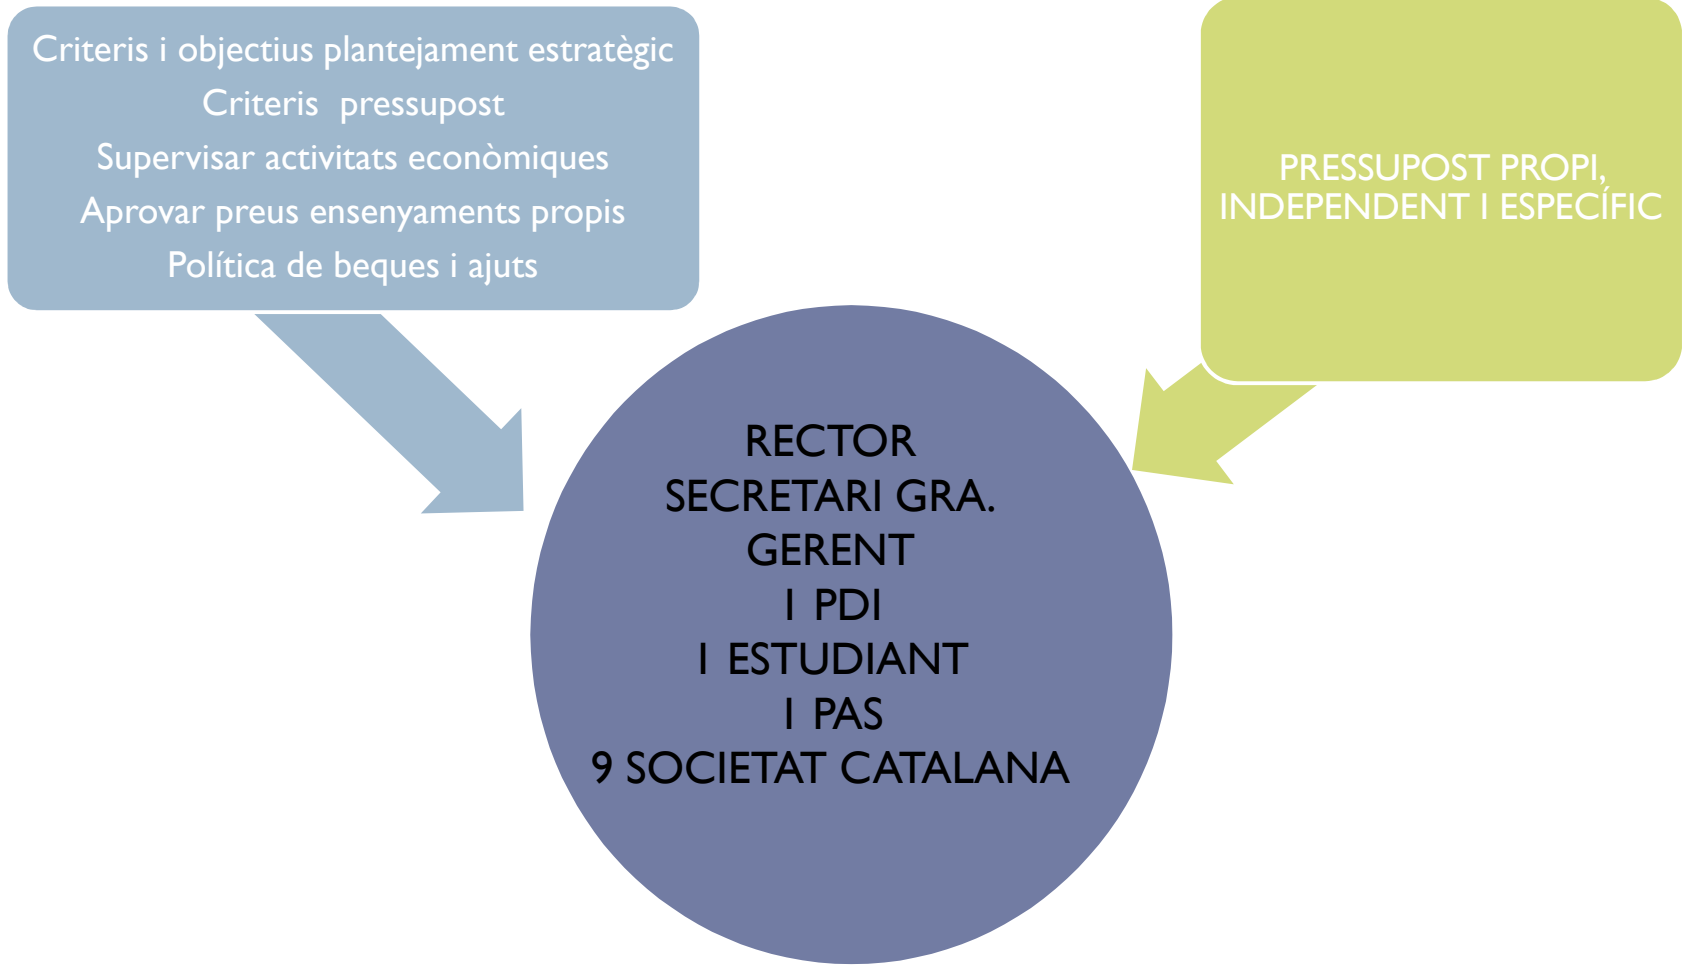 Criteris i objectius plantejament estratègic
Criteris pressupost
Supervisar activitats econòmiques
Aprovar preus ensenyaments propis
Política de beques i ajuts
PRESSUPOST PROPI,
INDEPENDENT I ESPECÍFIC
RECTOR
SECRETARI GRA.
GERENT
1 PDI
1 ESTUDIANT
1 PAS
9 SOCIETAT CATALANA